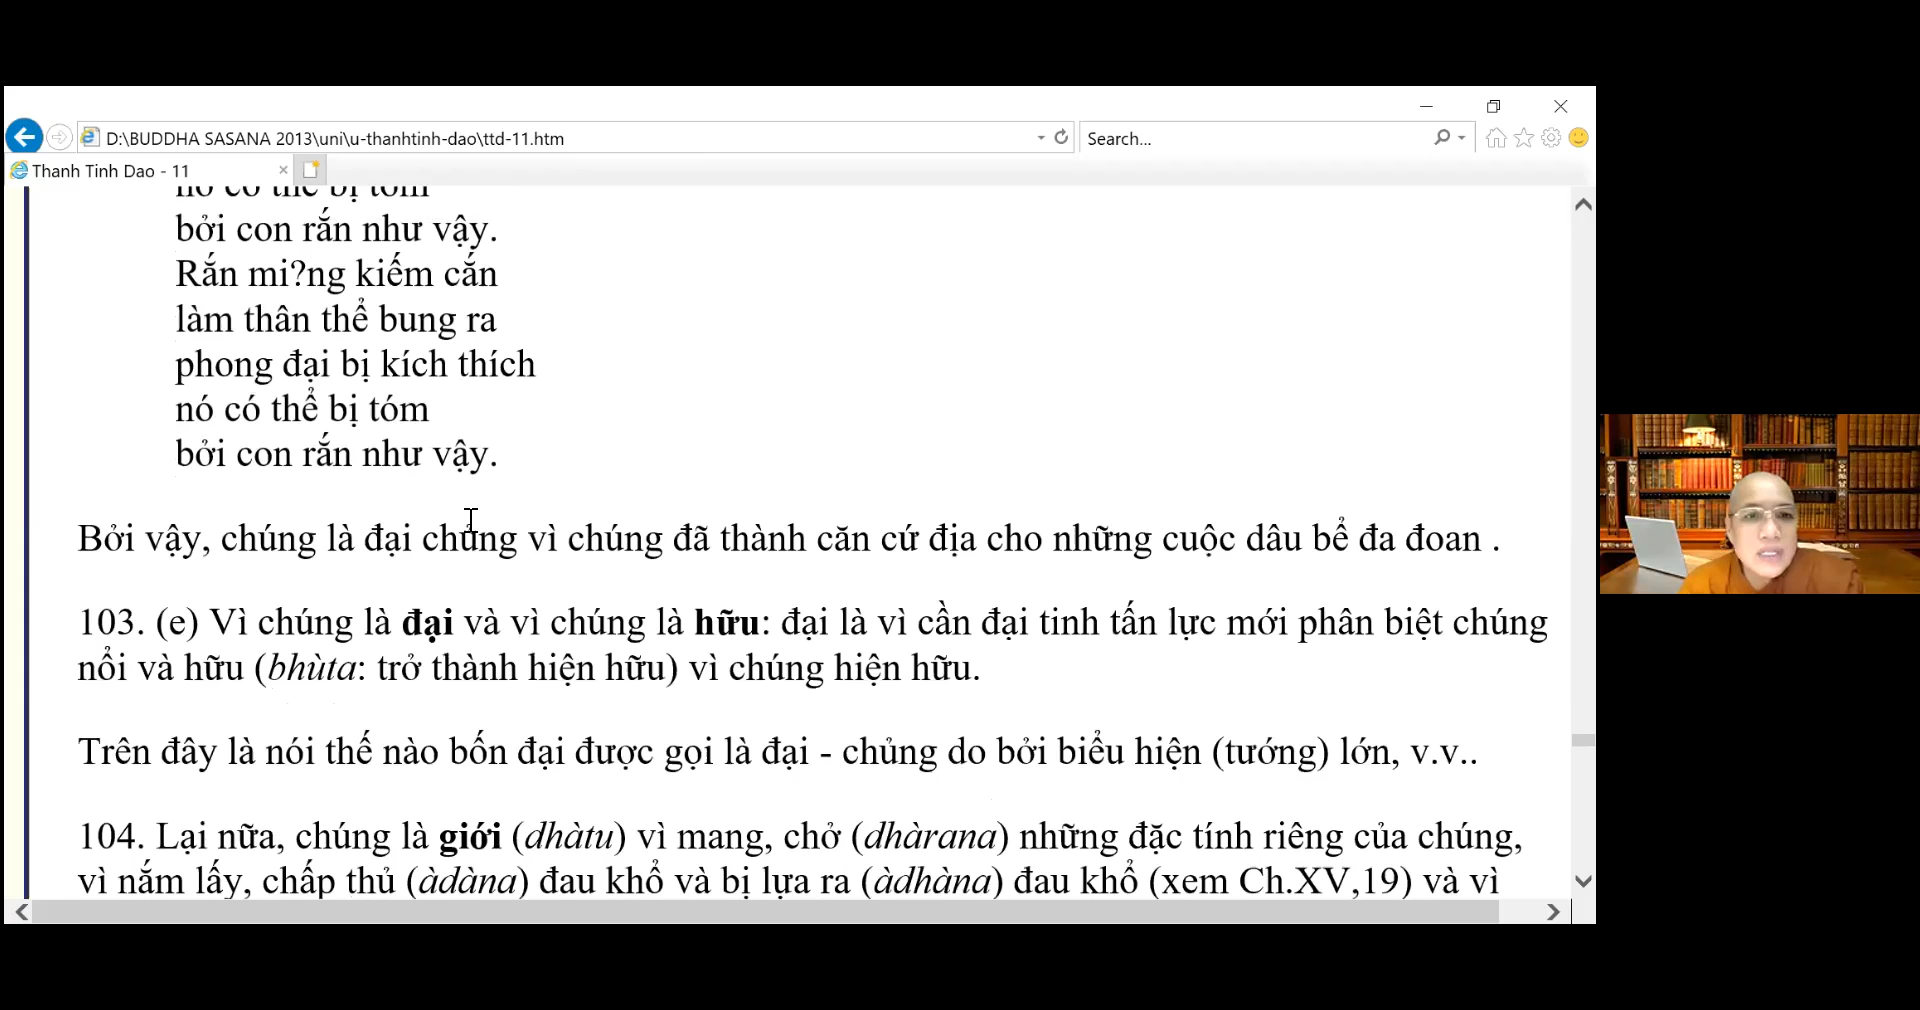 D:\BUDDHA SASANA 2013\uni\u-thanhtinh-dao\ttd-11.htm
Search...
Thanh Tinh Dao - 11
nó có thể bị tóm
bởi con rắn như vậy.
Rắn mi?ng kiếm cắn
làm thân thể bung ra
phong đại bị kích thích
nó có thể bị tóm
bởi con rắn như vậy.
Bởi vậy, chúng là đại chủng vì chúng đã thành căn cứ địa cho những cuộc dâu bể đa đoan .
103. (e) Vì chúng là đại và vì chúng là hữu: đại là vì cần đại tinh tấn lực mới phân biệt chúng
nổi và hữu (bhùta: trở thành hiện hữu) vì chúng hiện hữu.
Trên đây là nói thế nào bốn đại được gọi là đại - chủng do bởi biểu hiện (tướng) lớn, v.v..
104. Lại nữa, chúng là giới (dhàtu) vì mang, chở (dhàrana) những đặc tính riêng của chúng,
vì nắm lấy, chấp thủ (àdàna) đau khổ và bị lựa ra (àdhàna) đau khổ (xem Ch.XV,19) và vì